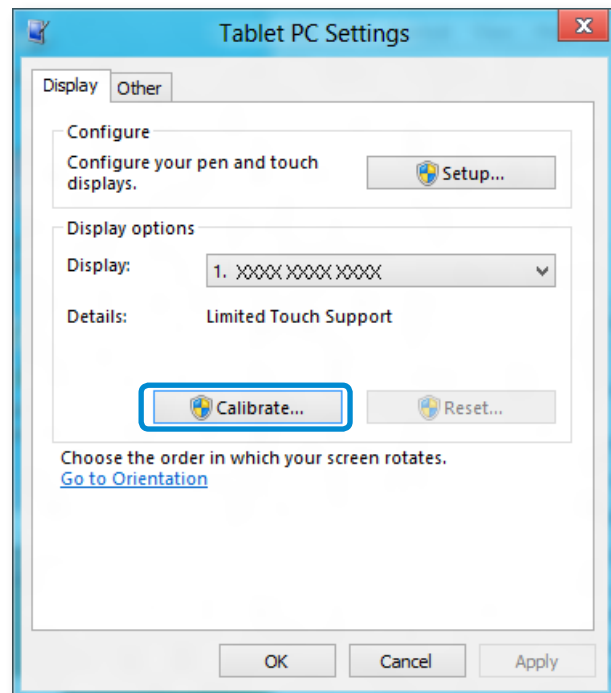 Tablet PC Settings
Display
Other
Configure
Configure your pen and touch
displays.
Setup...
Display options
Display:
1. XXXX XXXX XXXX
Details:
Limited Touch Support
Calibrate...
Reset...
Choose the order in which your screen rotates.
Go to Orientation
OK
Cancel
Apply